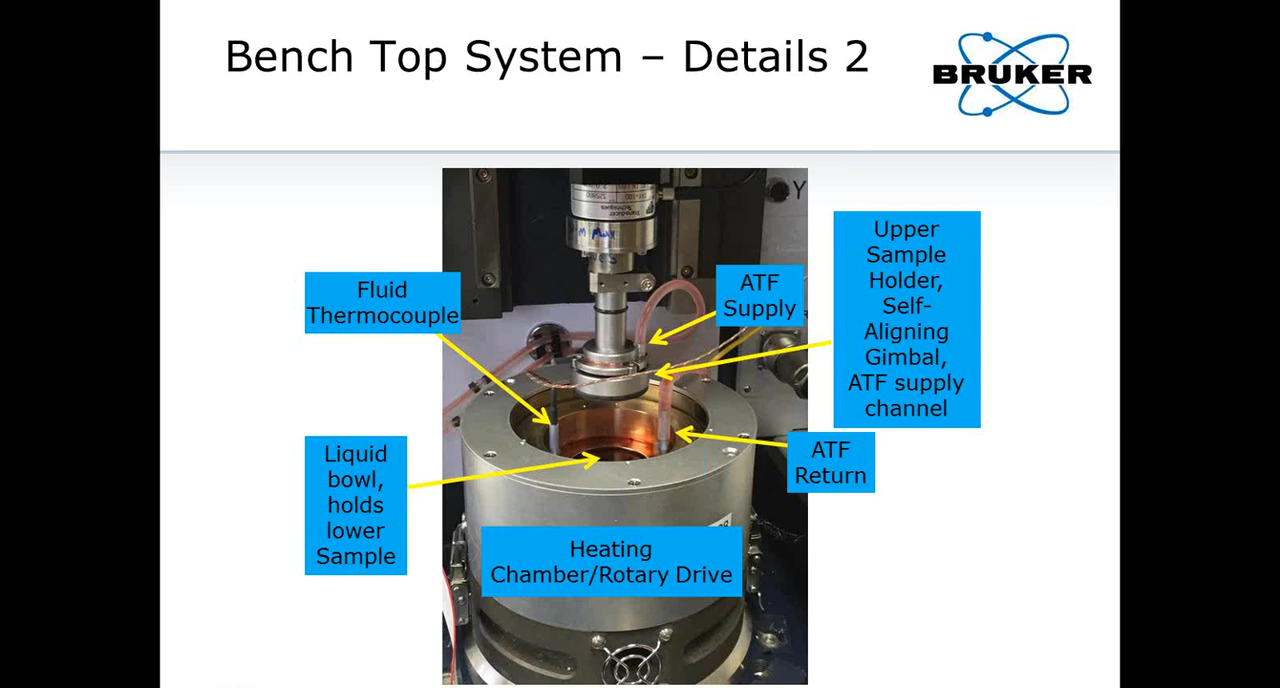 Bench Top System – Details 2
BRUKER
Fluid
Thermocouple
ATF
Supply
Upper
Sample
Holder,
Self-
Aligning
Gimbal,
ATF supply
channel
Liquid
bowl,
holds
lower
Sample
ATF
Return
Heating
Chamber/Rotary Drive
Y